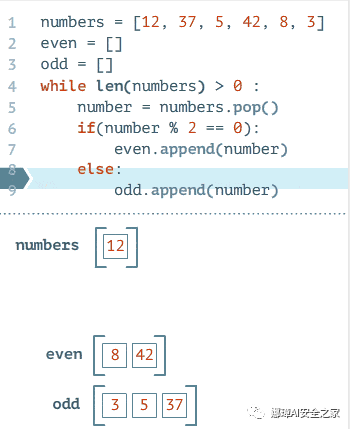 1 numbers = [12, 37, 5, 42, 8, 3]
2 even = []
3 odd = []
4 while len(numbers) > 0 :
5     number = numbers.pop()
6     if(number % 2 == 0):
7         even.append(number)
8     else:
9         odd.append(number)
numbers [12]
even [8 42]
odd [3 5 37]
娜璋AI安全之家